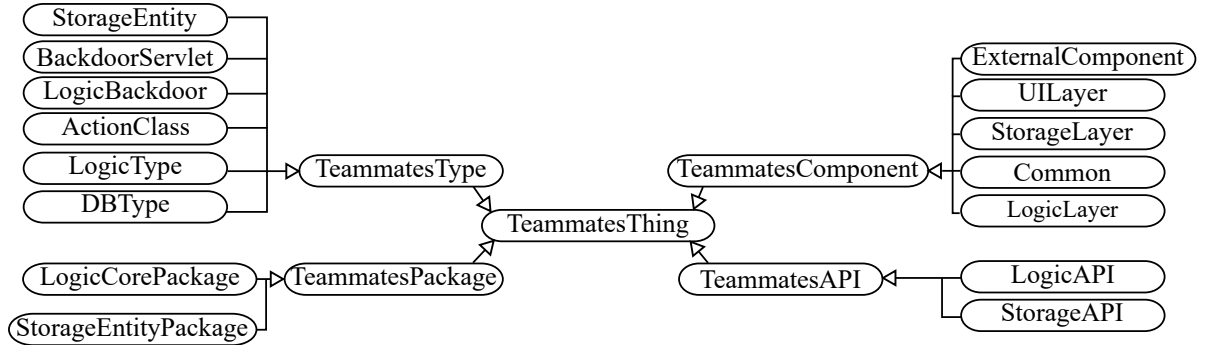 StorageEntity
BackdoorServlet
LogicBackdoor
ActionClass
LogicType
DBType
TeammatesType
LogicCorePackage
StorageEntityPackage
TeammatesPackage
TeammatesThing
TeammatesComponent
ExternalComponent
UILayer
StorageLayer
Common
LogicLayer
TeammatesAPI
LogicAPI
StorageAPI